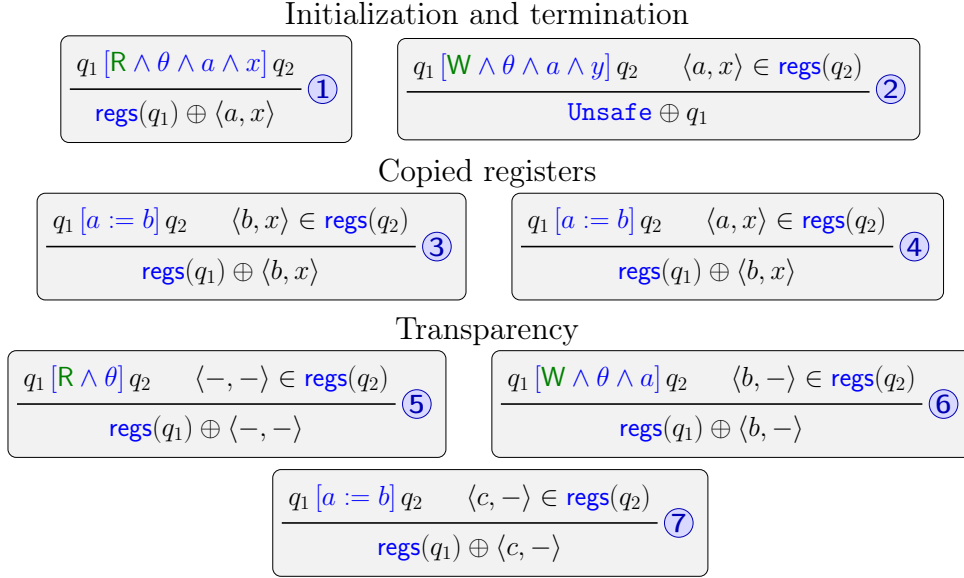 Initialization and termination
q₁ [R ∧ θ ∧ a ∧ x] q₂
regs(q₁) ⊕ ⟨a, x⟩
1
q₁ [W ∧ θ ∧ a ∧ y] q₂ ⟨a, x⟩ ∈ regs(q₂)
Unsafe ⊕ q₁
2
Copied registers
q₁ [a := b] q₂ ⟨b, x⟩ ∈ regs(q₂)
regs(q₁) ⊕ ⟨b, x⟩
3
q₁ [a := b] q₂ ⟨a, x⟩ ∈ regs(q₂)
regs(q₁) ⊕ ⟨b, x⟩
4
Transparency
q₁ [R ∧ θ] q₂ ⟨−, −⟩ ∈ regs(q₂)
regs(q₁) ⊕ ⟨−, −⟩
5
q₁ [W ∧ θ ∧ a] q₂ ⟨b, −⟩ ∈ regs(q₂)
regs(q₁) ⊕ ⟨b, −⟩
6
q₁ [a := b] q₂ ⟨c, −⟩ ∈ regs(q₂)
regs(q₁) ⊕ ⟨c, −⟩
7